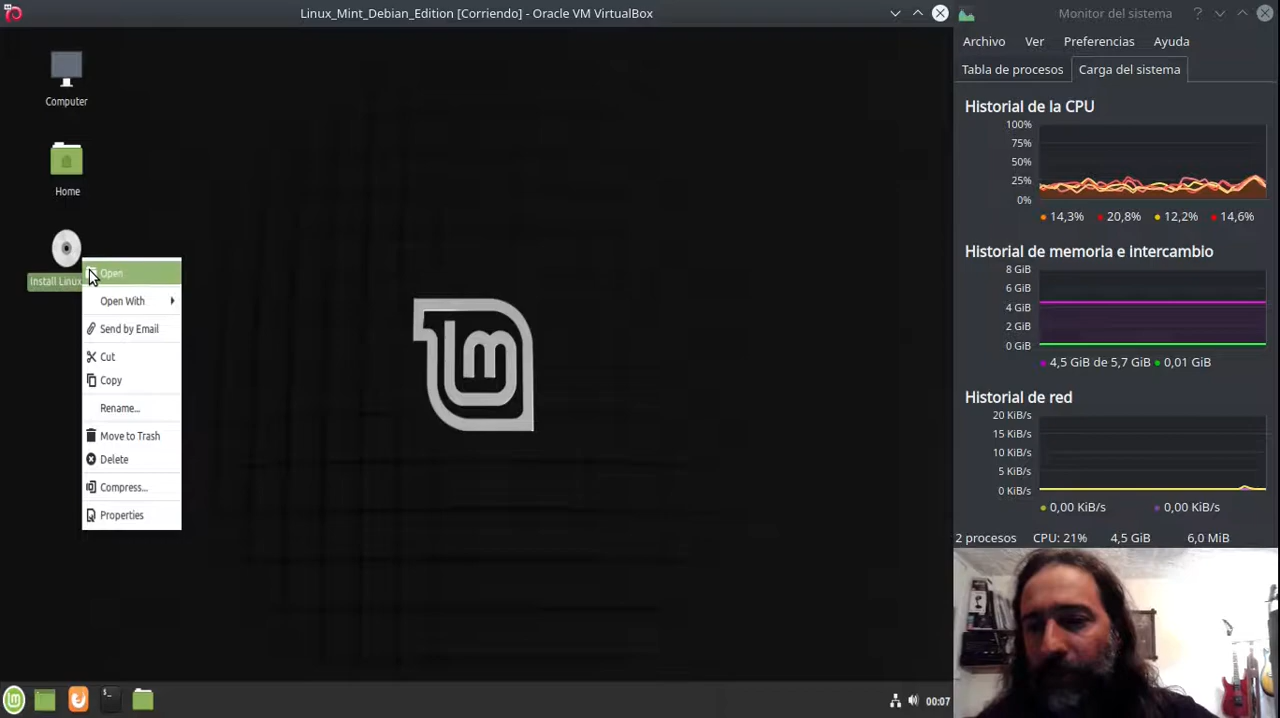 Linux_Mint_Debian_Edition [Corriendo] - Oracle VM VirtualBox
Computer
Home
Install Linux
Open
Open With
Send by Email
Cut
Copy
Rename...
Move to Trash
Delete
Compress...
Properties
lm
00:07
Monitor del sistema
Archivo Ver Preferencias Ayuda
Tabla de procesos Carga del sistema
Historial de la CPU
100%
75%
50%
25%
0%
14,3% 20,8% 12,2% 14,6%
Historial de memoria e intercambio
8 GiB
6 GiB
4 GiB
2 GiB
0 GiB
4,5 GiB de 5,7 GiB 0,01 GiB
Historial de red
20 KiB/s
15 KiB/s
10 KiB/s
5 KiB/s
0 KiB/s
0,00 KiB/s 0,00 KiB/s
2 procesos CPU: 21% 4,5 GiB 6,0 MiB